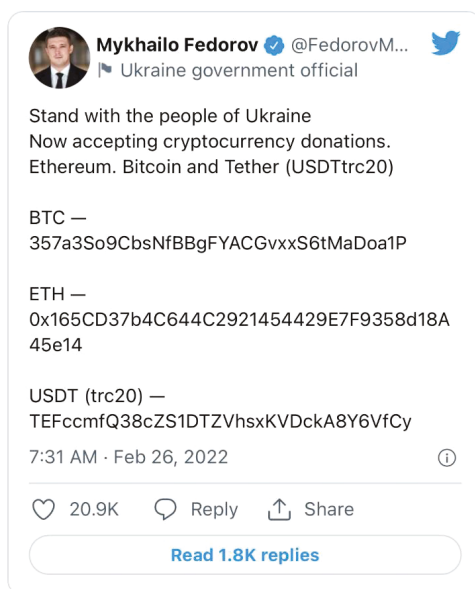 Mykhailo Fedorov @FedorovM...
Ukraine government official
Stand with the people of Ukraine
Now accepting cryptocurrency donations.
Ethereum. Bitcoin and Tether (USDTtrc20)
BTC —
357a3So9CbsNfBBgFYACGvxxS6tMaDoa1P
ETH —
0x165CD37b4C644C2921454429E7F9358d18A
45e14
USDT (trc20) —
TEFccmfQ38cZS1DTZVhsxKVDckA8Y6VfCy
7:31 AM · Feb 26, 2022
20.9K Reply Share
Read 1.8K replies